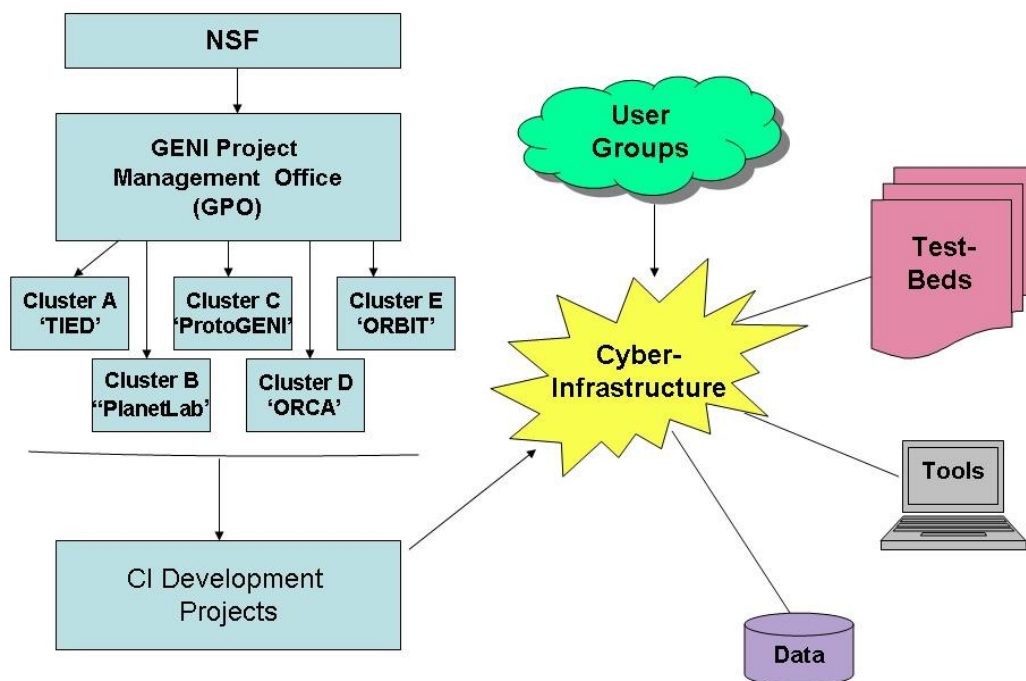 NSF
GENI Project
Management Office
(GPO)
Cluster A
‘TIED’
Cluster C
‘ProtoGENI’
Cluster E
‘ORBIT’
Cluster B
“PlanetLab’
Cluster D
‘ORCA’
CI Development
Projects
User
Groups
Cyber-
Infrastructure
Test-
Beds
Tools
Data